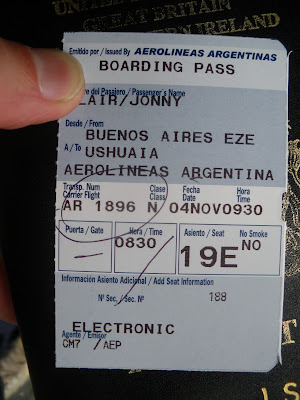 UNITED
GREAT BRITAIN
IRELAND
Emitido por / Issued By AEROLINEAS ARGENTINAS
BOARDING PASS
del Pasajero / Passenger's Name
LAIR/JONNY
Desde / From
BUENOS AIRES EZE
A / To USHUAIA
AEROLINEAS ARGENTINA
Transp. Num Clase Fecha Hora
Carrier Flight Class Date Time
AR 1896 N 04NOV0930
Puerta / Gate Hora / Time Asiento / Seat No Smoke
0830 19E NO
Información Asiento Adicional / Add Seat Information
Nº Sec. / Sec. Nº 188
ELECTRONIC
Agente / Emisor
CM7 /AEP